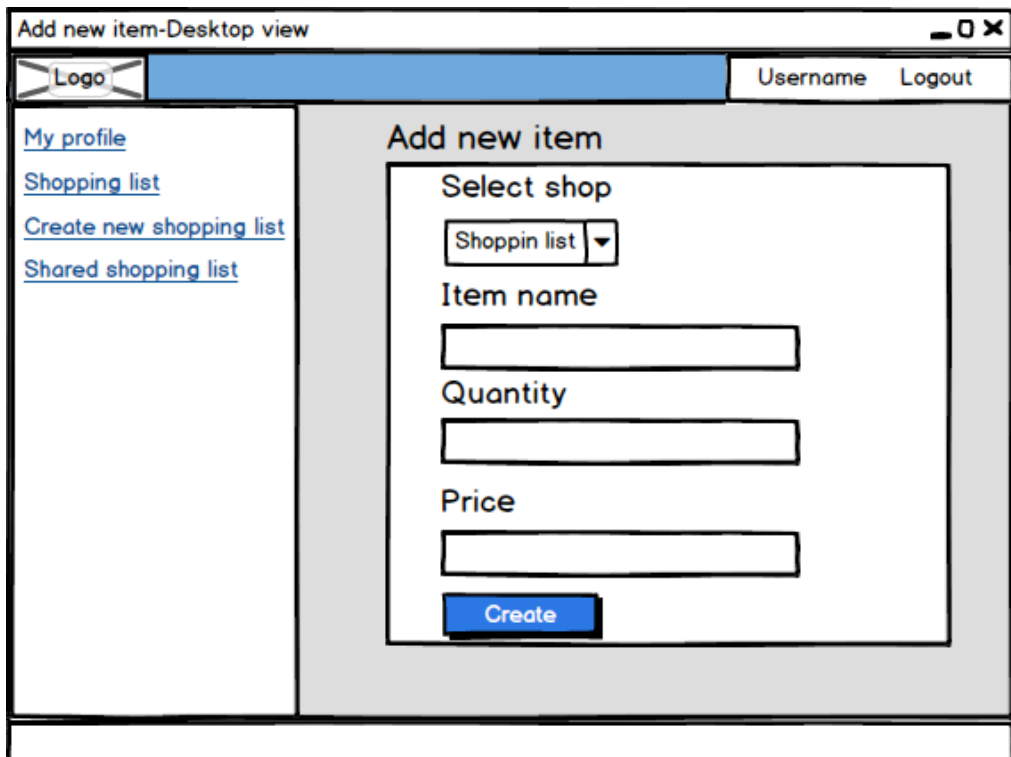 Add new item-Desktop view
Logo
Username Logout
My profile
Shopping list
Create new shopping list
Shared shopping list
Add new item
Select shop
Shoppin list
Item name
Quantity
Price
Create